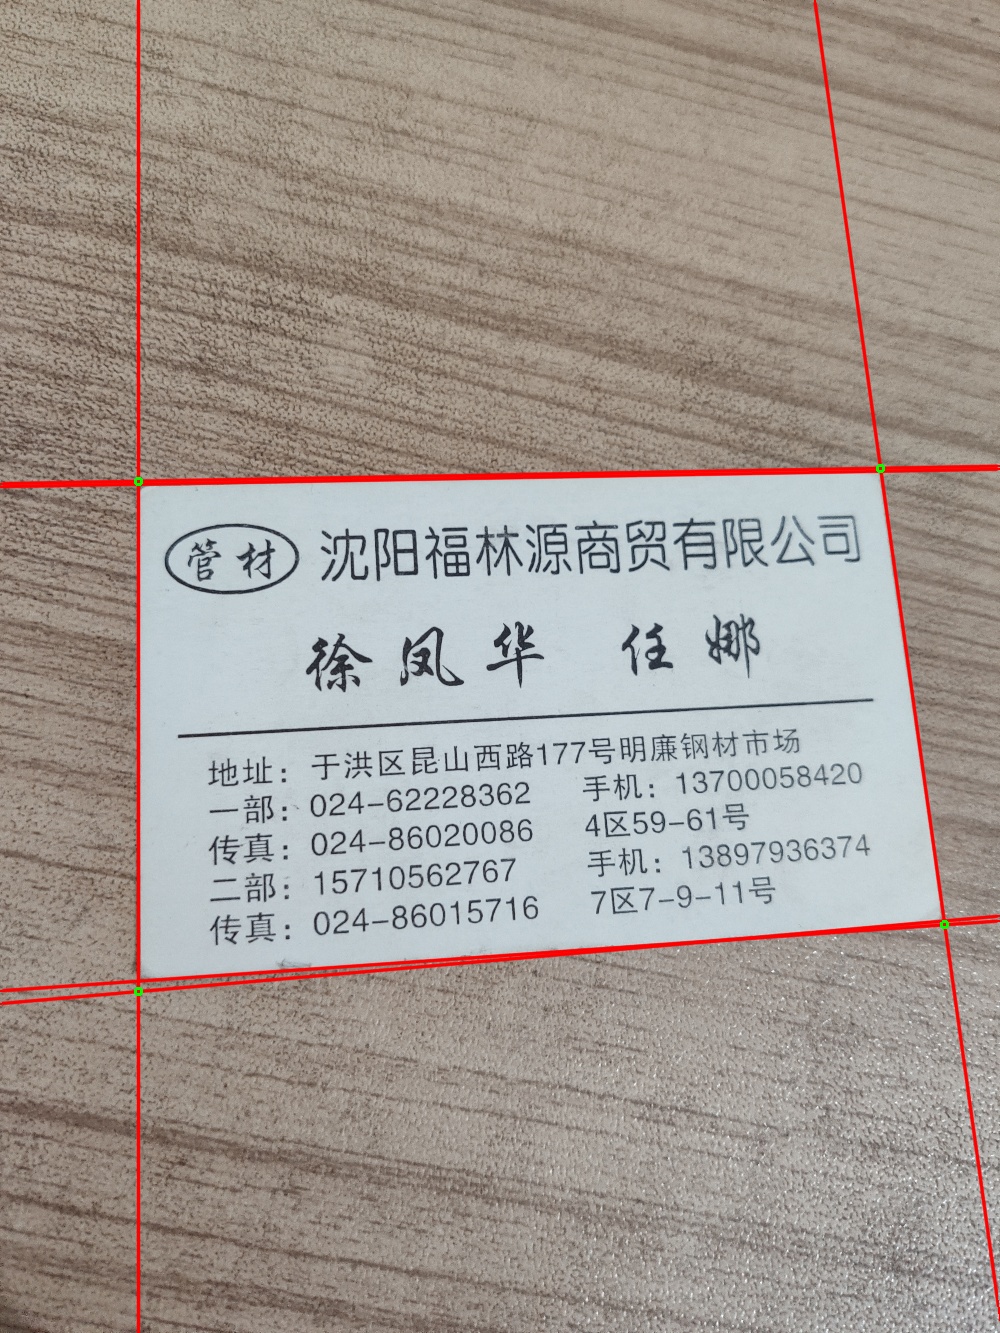 管材 沈阳福林源商贸有限公司
徐凤华 任娜
地址：于洪区昆山西路177号明廉钢材市场
一部：024-62228362 手机：13700058420
传真：024-86020086 4区59-61号
二部：15710562767 手机：13897936374
传真：024-86015716 7区7-9-11号